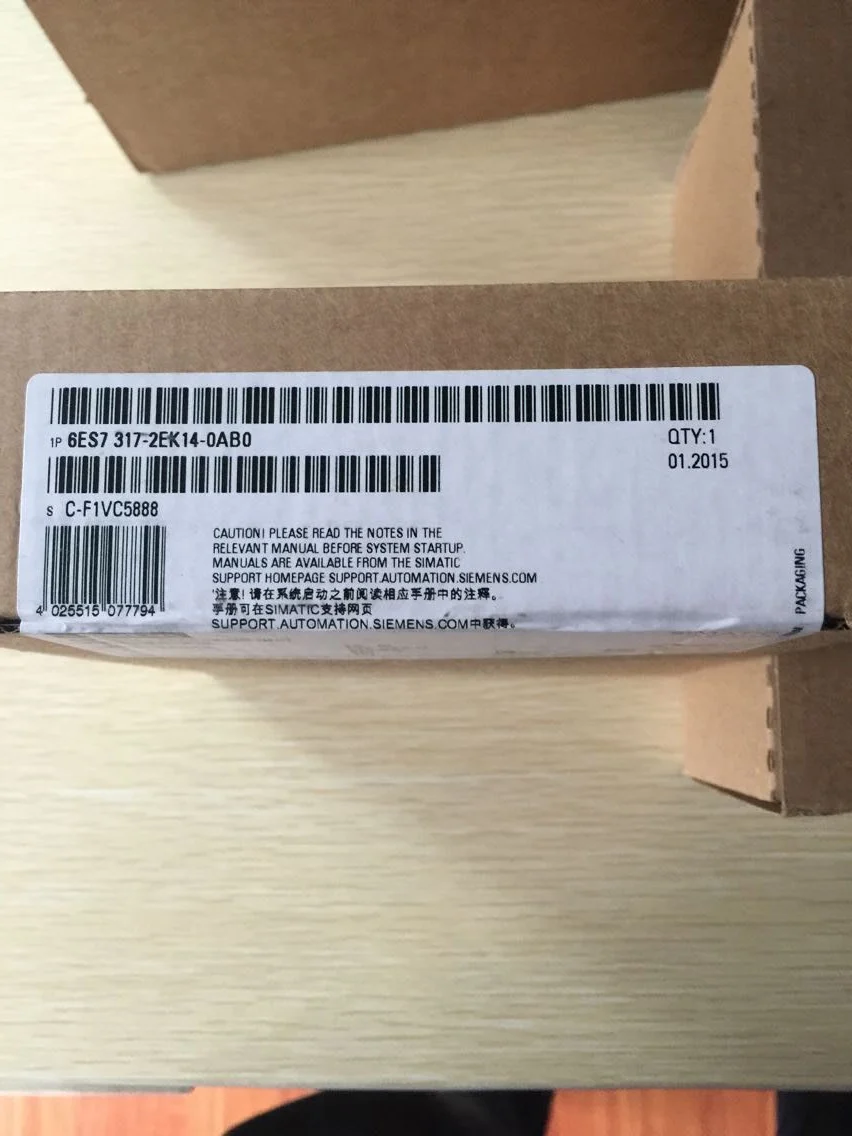 1P 6ES7 317-2EK14-0AB0
QTY:1
01.2015
S C-F1VC5888
CAUTION! PLEASE READ THE NOTES IN THE
RELEVANT MANUAL BEFORE SYSTEM STARTUP.
MANUALS ARE AVAILABLE FROM THE SIMATIC
SUPPORT HOMEPAGE SUPPORT.AUTOMATION.SIEMENS.COM
'注意! 请在系统启动之前阅读相应手册中的注释。
手册可在SIMATIC支持网页
SUPPORT.AUTOMATION.SIEMENS.COM中获得。
4 025515 077794
PACKAGING